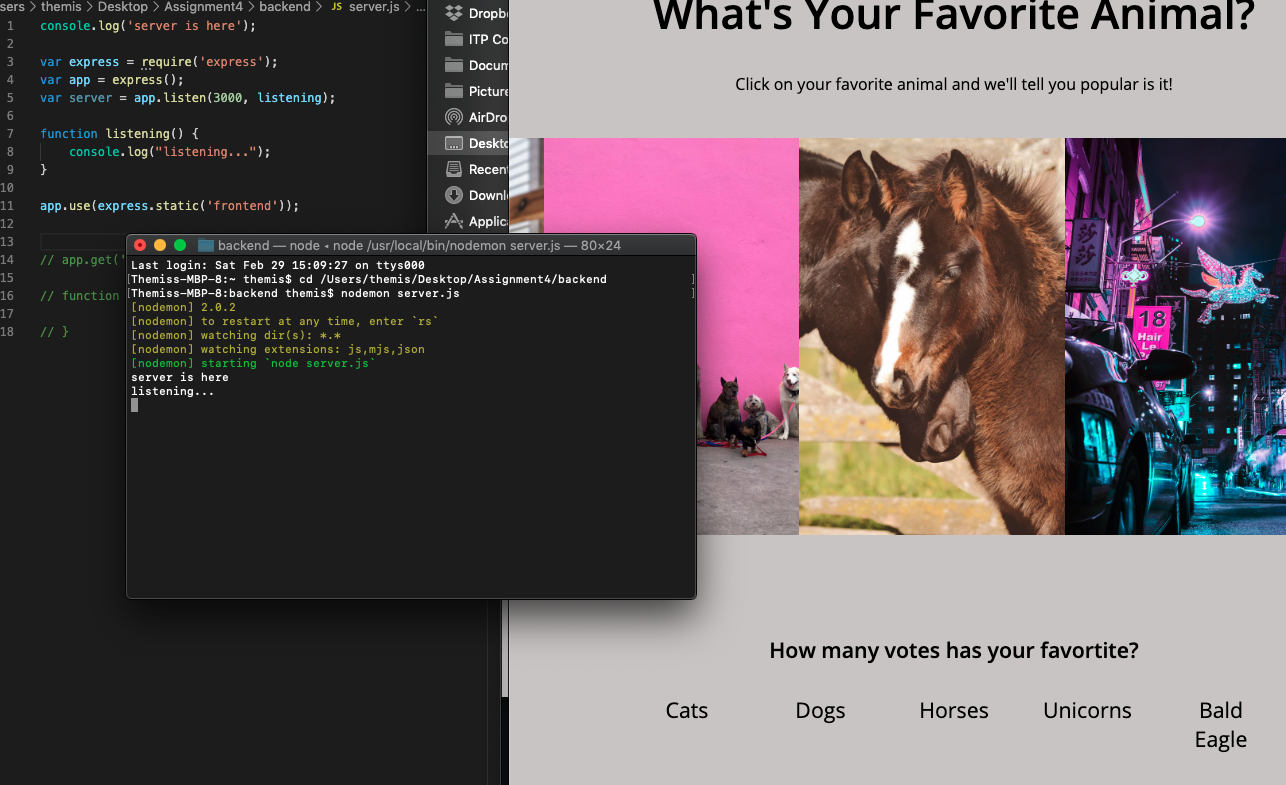 sers > themis > Desktop > Assignment4 > backend > JS server.js > ...
1 console.log('server is here');
2
3 var express = require('express');
4 var app = express();
5 var server = app.listen(3000, listening);
6
7 function listening() {
8 console.log("listening...");
9 }
10
11 app.use(express.static('frontend'));
12
13
14 // app.get('
15
16 // function
17
18 // }
Dropb
ITP Co
Docum
Picture
AirDro
Deskto
Recen
Downl
Applica
backend — node ◂ node /usr/local/bin/nodemon server.js — 80×24
Last login: Sat Feb 29 15:09:27 on ttys000
[Themiss-MBP-8:~ themis$ cd /Users/themis/Desktop/Assignment4/backend ]
[Themiss-MBP-8:backend themis$ nodemon server.js ]
[nodemon] 2.0.2
[nodemon] to restart at any time, enter `rs`
[nodemon] watching dir(s): *.*
[nodemon] watching extensions: js,mjs,json
[nodemon] starting `node server.js`
server is here
listening...
What's Your Favorite Animal?
Click on your favorite animal and we'll tell you popular is it!
莎
莎
18
Hair
Le
67
How many votes has your favortite?
Cats Dogs Horses Unicorns Bald
Eagle